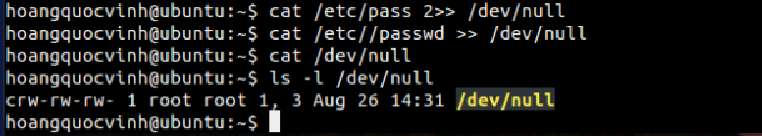 hoangquocvinh@ubuntu:~$ cat /etc/pass 2>> /dev/null
hoangquocvinh@ubuntu:~$ cat /etc//passwd >> /dev/null
hoangquocvinh@ubuntu:~$ cat /dev/null
hoangquocvinh@ubuntu:~$ ls -l /dev/null
crw-rw-rw- 1 root root 1, 3 Aug 26 14:31 /dev/null
hoangquocvinh@ubuntu:~$